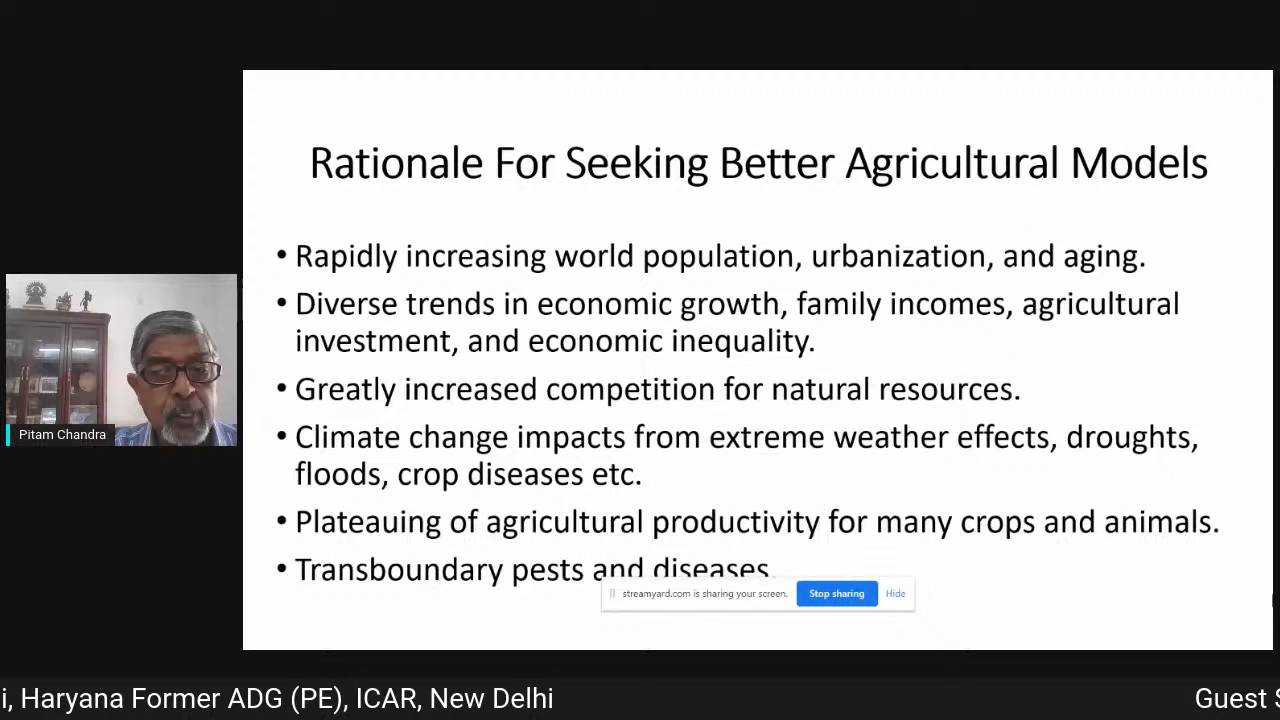 Rationale For Seeking Better Agricultural Models
• Rapidly increasing world population, urbanization, and aging.
• Diverse trends in economic growth, family incomes, agricultural
investment, and economic inequality.
• Greatly increased competition for natural resources.
• Climate change impacts from extreme weather effects, droughts,
floods, crop diseases etc.
• Plateauing of agricultural productivity for many crops and animals.
• Transboundary pests and diseases.
streamyard.com is sharing your screen. Stop sharing Hide
Pitam Chandra
i, Haryana Former ADG (PE), ICAR, New Delhi Guest S